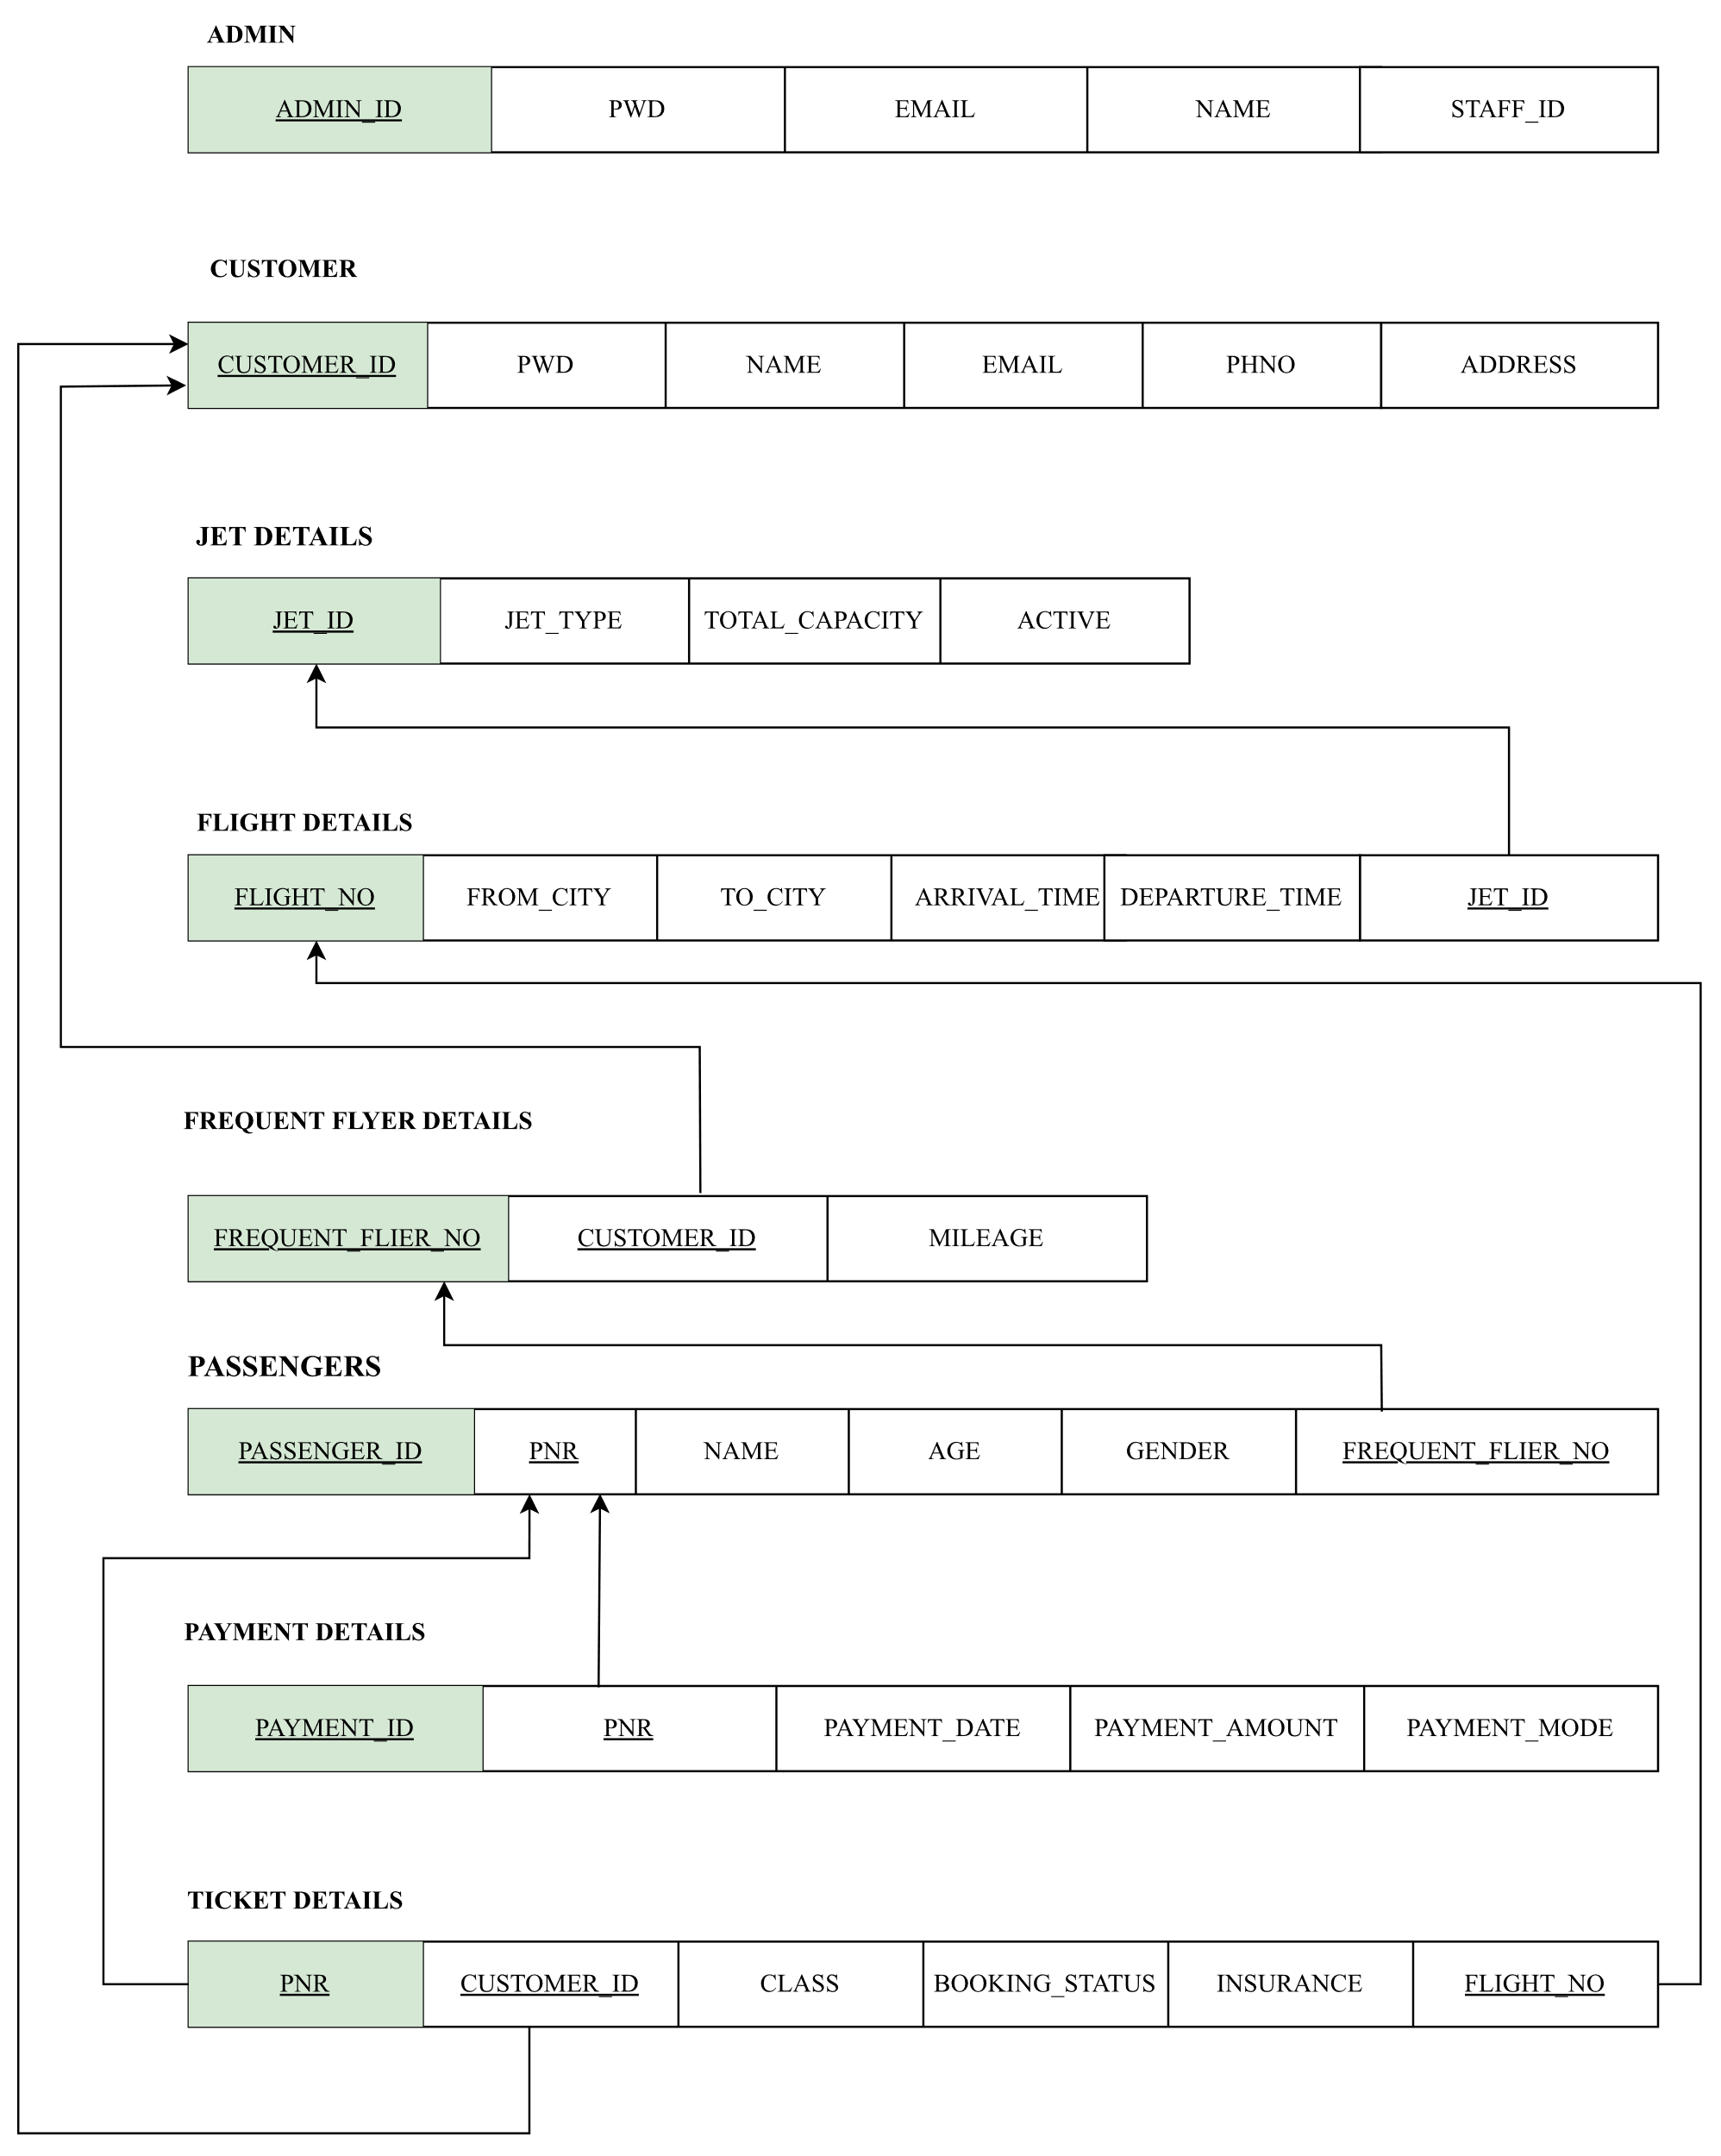 ADMIN
ADMIN_ID PWD EMAIL NAME STAFF_ID
CUSTOMER
CUSTOMER_ID PWD NAME EMAIL PHNO ADDRESS
JET DETAILS
JET_ID JET_TYPE TOTAL_CAPACITY ACTIVE
FLIGHT DETAILS
FLIGHT_NO FROM_CITY TO_CITY ARRIVAL_TIME DEPARTURE_TIME JET_ID
FREQUENT FLYER DETAILS
FREQUENT_FLIER_NO CUSTOMER_ID MILEAGE
PASSENGERS
PASSENGER_ID PNR NAME AGE GENDER FREQUENT_FLIER_NO
PAYMENT DETAILS
PAYMENT_ID PNR PAYMENT_DATE PAYMENT_AMOUNT PAYMENT_MODE
TICKET DETAILS
PNR CUSTOMER_ID CLASS BOOKING_STATUS INSURANCE FLIGHT_NO